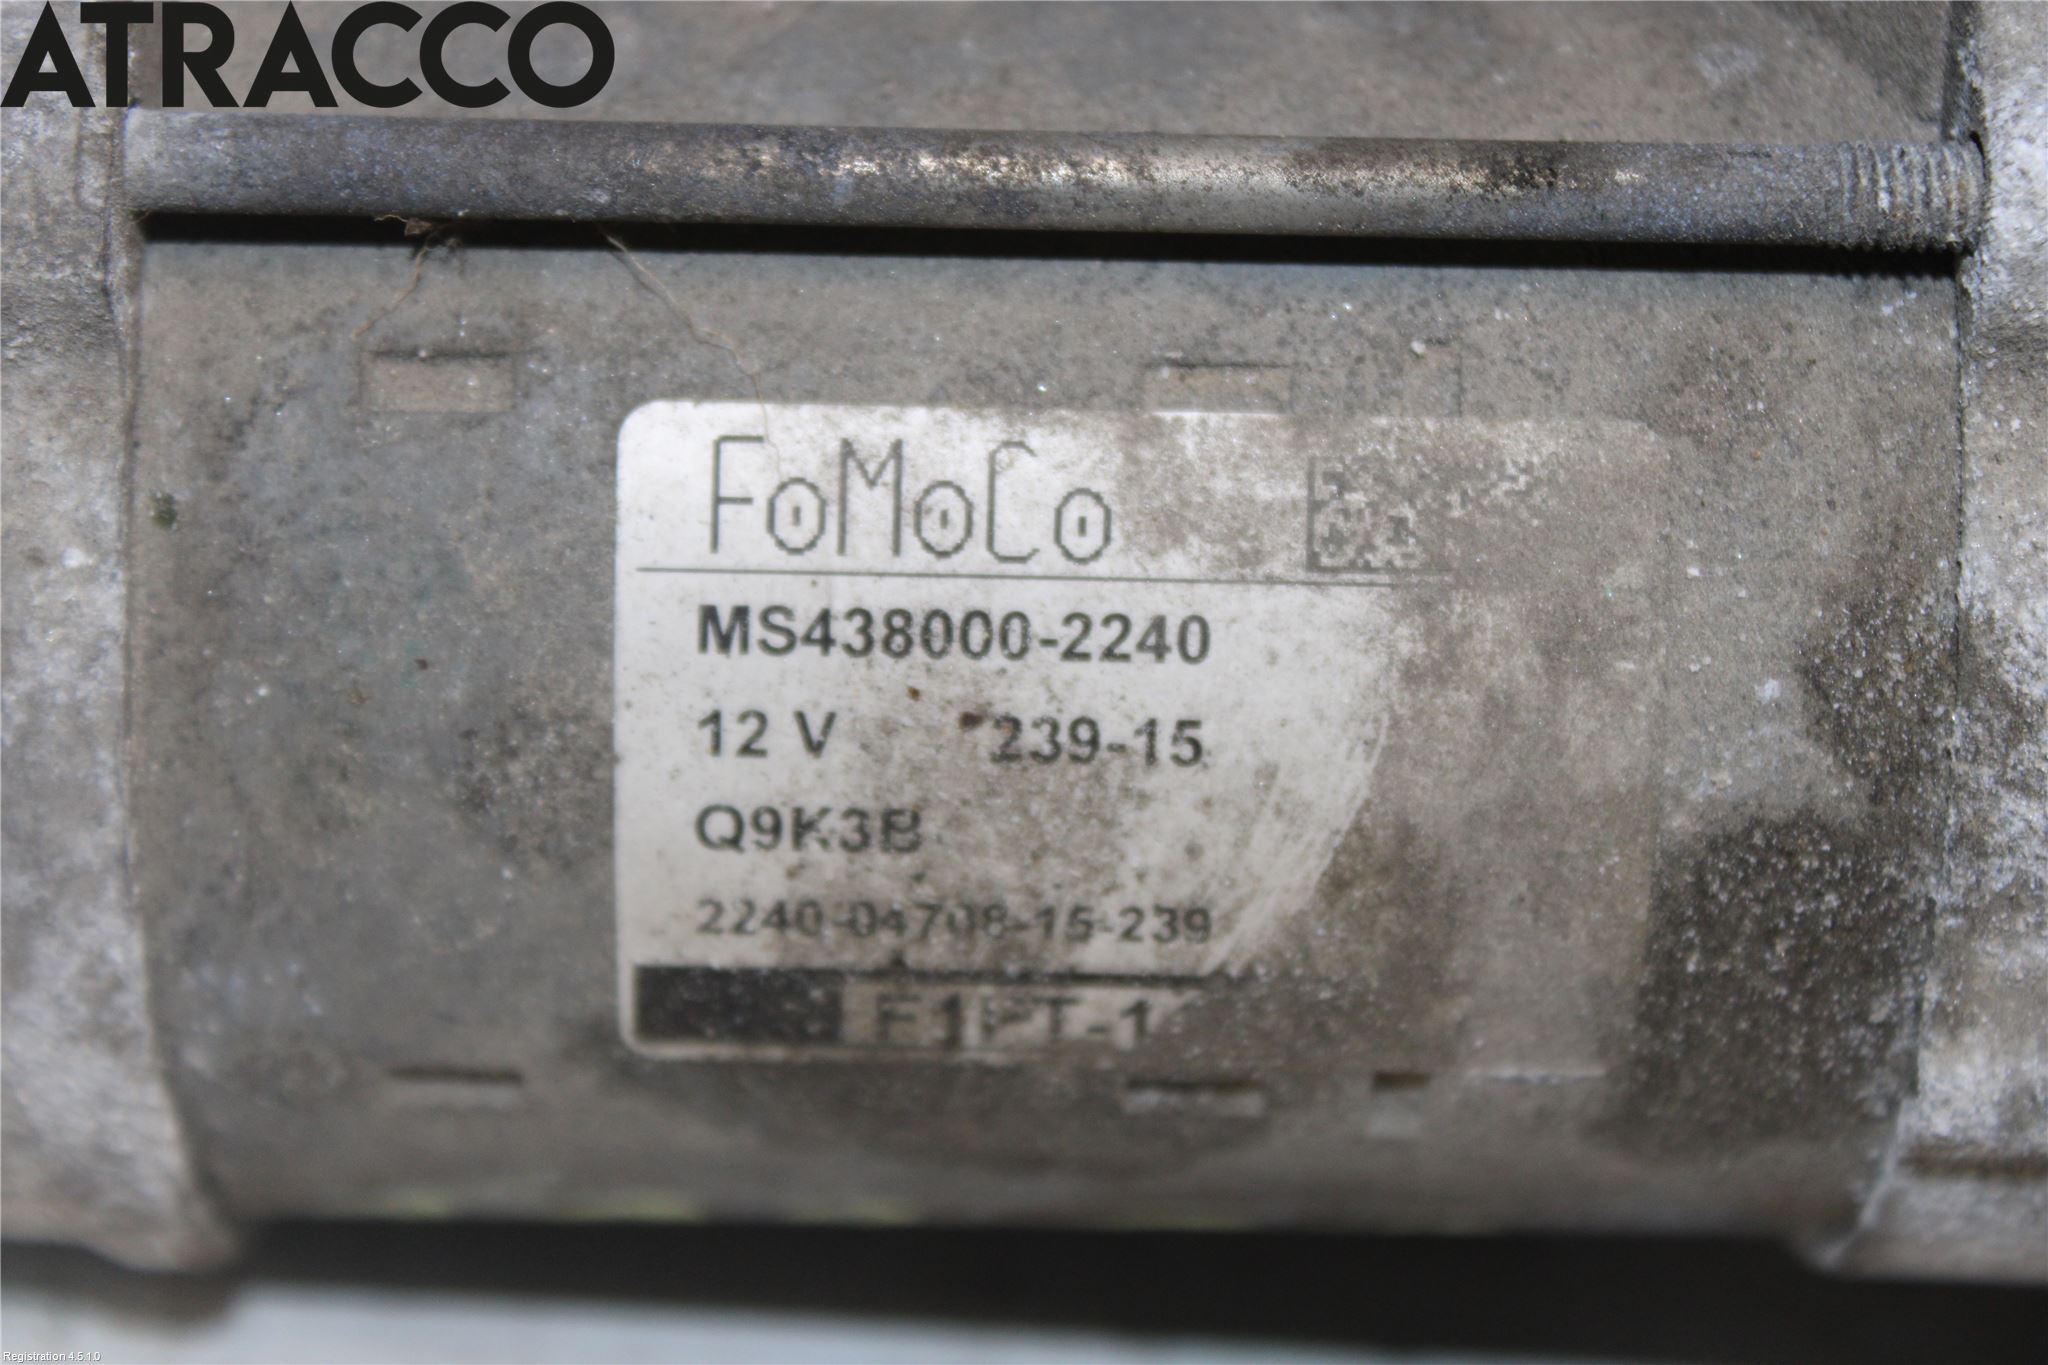 ATRACCO
FoMoCo
MS438000-2240
12 V 239-15
Q9K3B
2240-04708-15-239
Registration 4.5.1.0